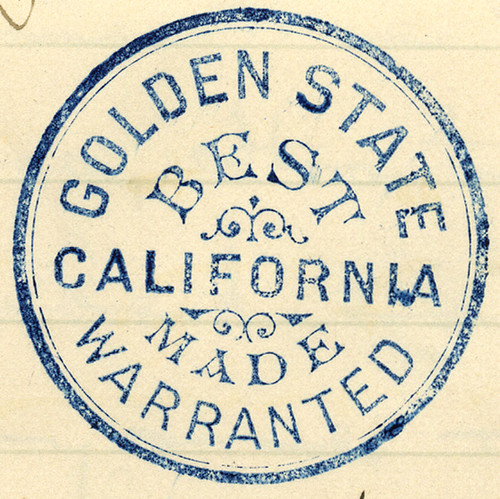 GOLDEN STATE
BEST
CALIFORNIA
MADE
WARRANTED